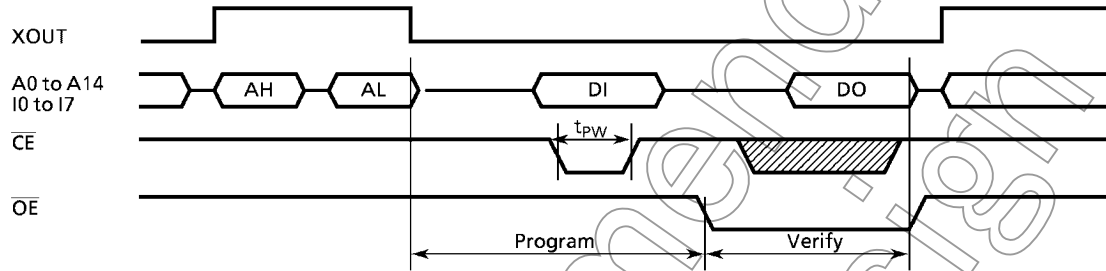 XOUT
A0 to A14
I0 to I7
AH
AL
DI
DO
CE
tPW
OE
Program
Verify